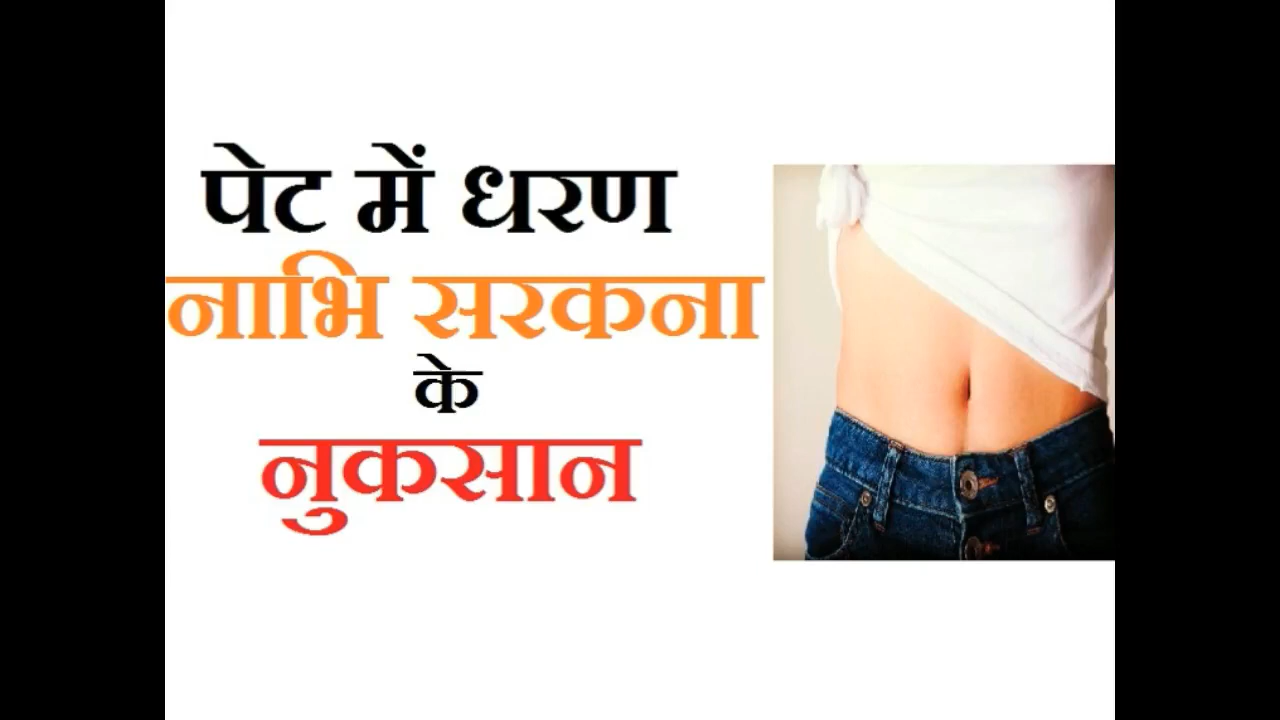 पेट में धरण
नाभि सरकना
के
नुकसान